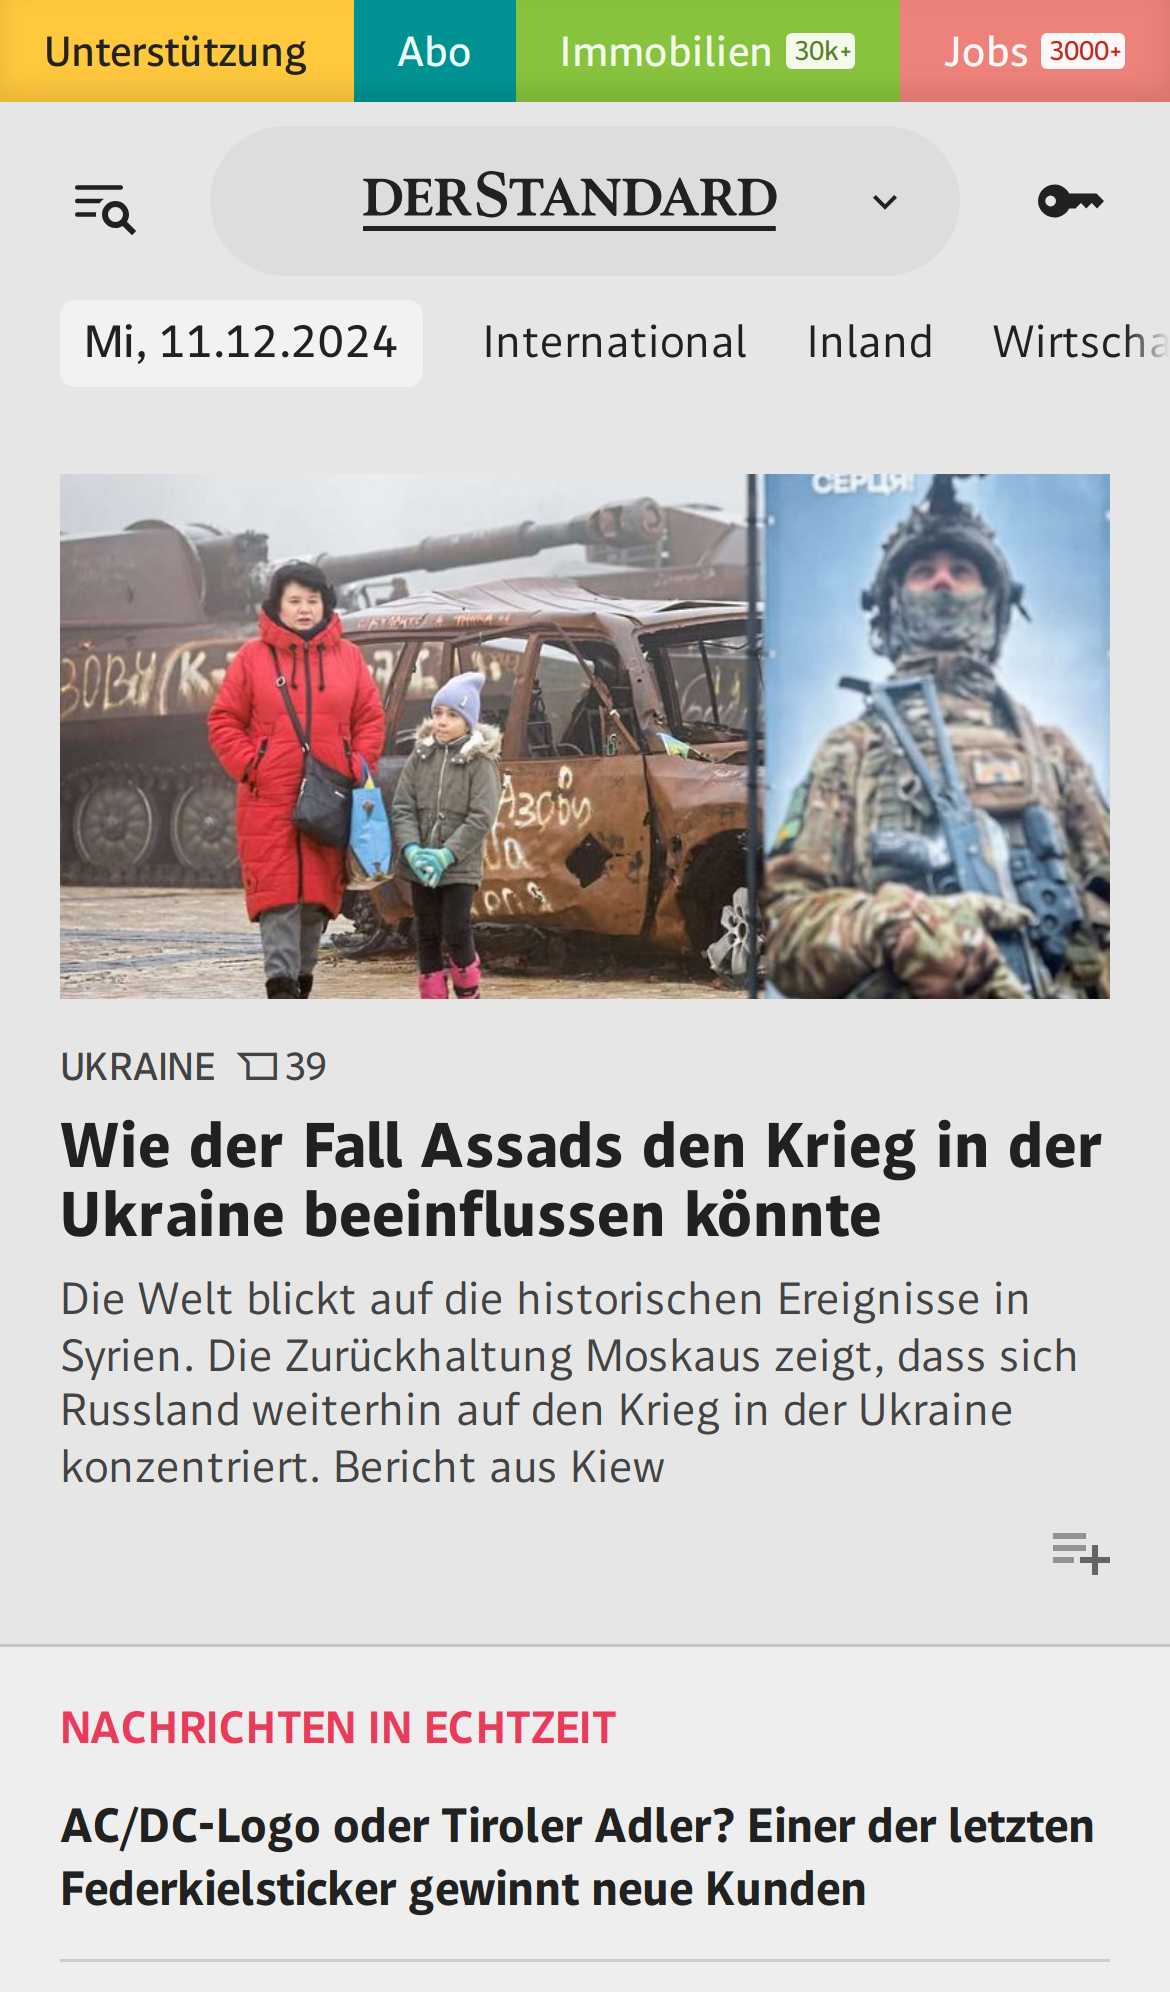 Unterstützung
Abo
Immobilien 30k+
Jobs 3000+
DERSTANDARD
Mi, 11.12.2024
International
Inland
Wirtscha
СЕРЦЯ!
Азови
UKRAINE 39
Wie der Fall Assads den Krieg in der
Ukraine beeinflussen könnte
Die Welt blickt auf die historischen Ereignisse in
Syrien. Die Zurückhaltung Moskaus zeigt, dass sich
Russland weiterhin auf den Krieg in der Ukraine
konzentriert. Bericht aus Kiew
NACHRICHTEN IN ECHTZEIT
AC/DC-Logo oder Tiroler Adler? Einer der letzten
Federkielsticker gewinnt neue Kunden